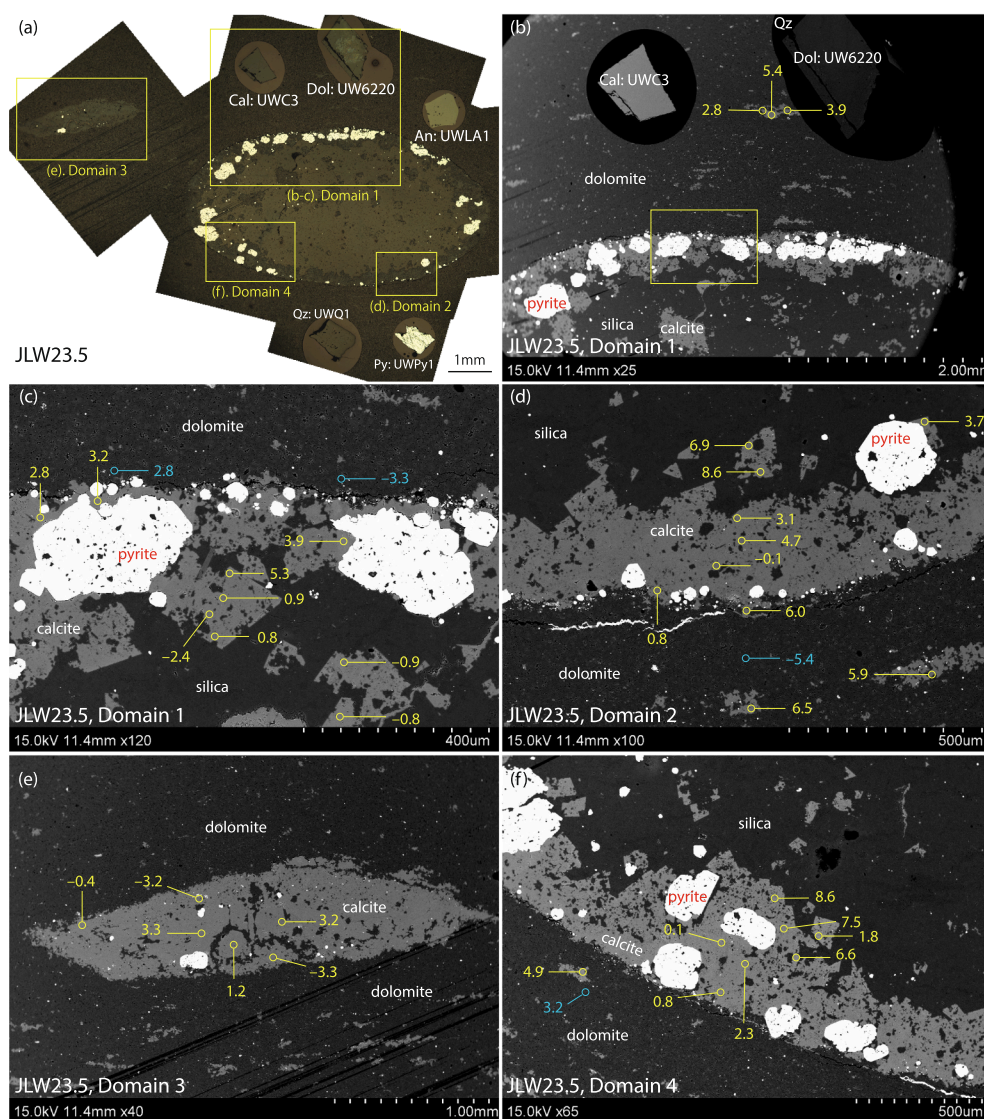 (a)
Cal: UWC3
Dol: UW6220
An: UWLA1
(e). Domain 3
(b-c). Domain 1
(f). Domain 4
(d). Domain 2
Qz: UWQ1
Py: UWPy1
JLW23.5
1mm
(b)
Qz
Cal: UWC3
Dol: UW6220
5.4
2.8
3.9
dolomite
pyrite
silica
calcite
JLW23.5, Domain 1
15.0kV 11.4mm x25
2.00mm
(c)
dolomite
3.2
2.8
2.8
–3.3
pyrite
3.9
5.3
0.9
calcite
–2.4
0.8
–0.9
silica
–0.8
JLW23.5, Domain 1
15.0kV 11.4mm x120
400um
(d)
silica
3.7
6.9
pyrite
8.6
3.1
calcite
4.7
–0.1
6.0
0.8
–5.4
dolomite
5.9
6.5
JLW23.5, Domain 2
15.0kV 11.4mm x100
500um
(e)
dolomite
–0.4
–3.2
calcite
3.3
3.2
–3.3
1.2
dolomite
JLW23.5, Domain 3
15.0kV 11.4mm x40
1.00mm
(f)
silica
pyrite
8.6
0.1
7.5
1.8
calcite
6.6
4.9
3.2
0.8
2.3
dolomite
JLW23.5, Domain 4
15.0kV x65
500um